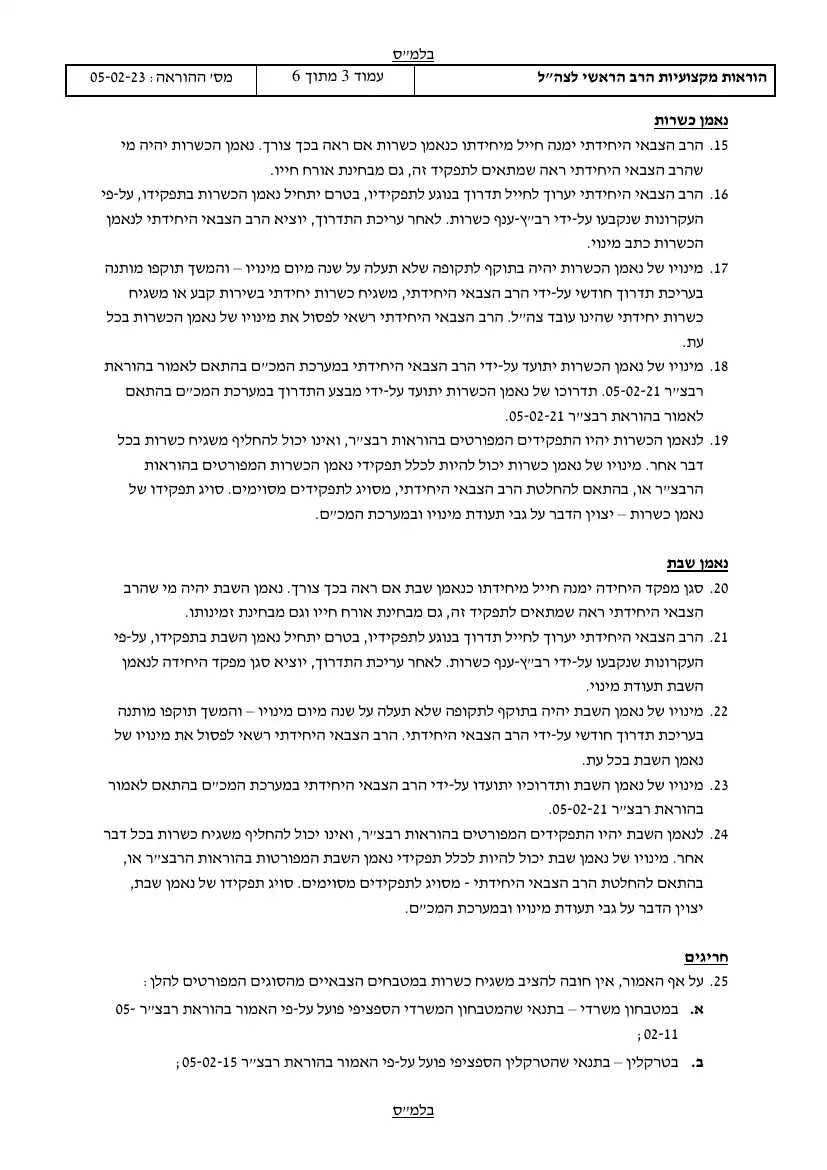 בלמ״ס
הוראות מקצועיות הרב הראשי לצה״ל עמוד 3 מתוך 6 מס׳ ההוראה: 05-02-23
נאמן כשרות
15. הרב הצבאי היחידתי ימנה חייל מיחידתו כנאמן כשרות אם ראה בכך צורך. נאמן הכשרות יהיה מי
שהרב הצבאי היחידתי ראה שמתאים לתפקיד זה, גם מבחינת אורח חייו.
16. הרב הצבאי היחידתי יערוך לחייל תדרוך בנוגע לתפקידיו, בטרם יתחיל נאמן הכשרות בתפקידו, על-פי
העקרונות שנקבעו על-ידי רב״ץ-ענף כשרות. לאחר עריכת התדרוך, יוציא הרב הצבאי היחידתי לנאמן
הכשרות כתב מינוי.
17. מינויו של נאמן הכשרות יהיה בתוקף לתקופה שלא תעלה על שנה מיום מינויו – והמשך תוקפו מותנה
בעריכת תדרוך חודשי על-ידי הרב הצבאי היחידתי, משגיח כשרות יחידתי בשירות קבע או משגיח
כשרות יחידתי שהינו עובד צה״ל. הרב הצבאי היחידתי רשאי לפסול את מינויו של נאמן הכשרות בכל
עת.
18. מינויו של נאמן הכשרות יתועד על-ידי הרב הצבאי היחידתי במערכת המכ״ם בהתאם לאמור בהוראת
רבצ״ר 05-02-21. תדרוכו של נאמן הכשרות יתועד על-ידי מבצע התדרוך במערכת המכ״ם בהתאם
לאמור בהוראת רבצ״ר 05-02-21.
19. לנאמן הכשרות יהיו התפקידים המפורטים בהוראות רבצ״ר, ואינו יכול להחליף משגיח כשרות בכל
דבר אחר. מינויו של נאמן כשרות יכול להיות לכלל תפקידי נאמן הכשרות המפורטים בהוראות
הרבצ״ר או, בהתאם להחלטת הרב הצבאי היחידתי, מסויג לתפקידים מסוימים. סויג תפקידו של
נאמן כשרות – יצוין הדבר על גבי תעודת מינויו ובמערכת המכ״ם.
נאמן שבת
20. סגן מפקד היחידה ימנה חייל מיחידתו כנאמן שבת אם ראה בכך צורך. נאמן השבת יהיה מי שהרב
הצבאי היחידתי ראה שמתאים לתפקיד זה, גם מבחינת אורח חייו וגם מבחינת זמינותו.
21. הרב הצבאי היחידתי יערוך לחייל תדרוך בנוגע לתפקידיו, בטרם יתחיל נאמן השבת בתפקידו, על-פי
העקרונות שנקבעו על-ידי רב״ץ-ענף כשרות. לאחר עריכת התדרוך, יוציא סגן מפקד היחידה לנאמן
השבת תעודת מינוי.
22. מינויו של נאמן השבת יהיה בתוקף לתקופה שלא תעלה על שנה מיום מינויו – והמשך תוקפו מותנה
בעריכת תדרוך חודשי על-ידי הרב הצבאי היחידתי. הרב הצבאי היחידתי רשאי לפסול את מינויו של
נאמן השבת בכל עת.
23. מינויו של נאמן השבת ותדרוכיו יתועדו על-ידי הרב הצבאי היחידתי במערכת המכ״ם בהתאם לאמור
בהוראת רבצ״ר 05-02-21.
24. לנאמן השבת יהיו התפקידים המפורטים בהוראות רבצ״ר, ואינו יכול להחליף משגיח כשרות בכל דבר
אחר. מינויו של נאמן שבת יכול להיות לכלל תפקידי נאמן השבת המפורטות בהוראות הרבצ״ר או,
בהתאם להחלטת הרב הצבאי היחידתי - מסויג לתפקידים מסוימים. סויג תפקידו של נאמן שבת,
יצוין הדבר על גבי תעודת מינויו ובמערכת המכ״ם.
חריגים
25. על אף האמור, אין חובה להציב משגיח כשרות במטבחים הצבאיים מהסוגים המפורטים להלן:
א. במטבחון משרדי – בתנאי שהמטבחון המשרדי הספציפי פועל על-פי האמור בהוראת רבצ״ר 05-
02-11;
ב. בטרקלין – בתנאי שהטרקלין הספציפי פועל על-פי האמור בהוראת רבצ״ר 05-02-15;
בלמ״ס